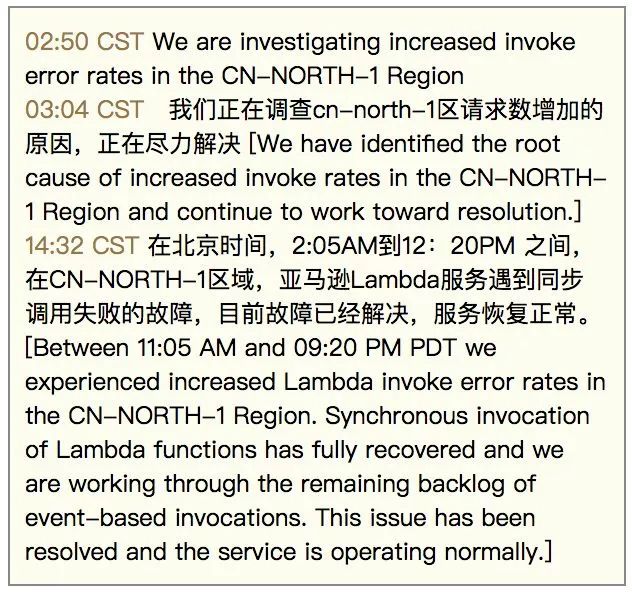 02:50 CST We are investigating increased invoke
error rates in the CN-NORTH-1 Region
03:04 CST 我们正在调查cn-north-1区请求数增加的
原因，正在尽力解决 [We have identified the root
cause of increased invoke rates in the CN-NORTH-
1 Region and continue to work toward resolution.]
14:32 CST 在北京时间，2:05AM到12：20PM 之间，
在CN-NORTH-1区域，亚马逊Lambda服务遇到同步
调用失败的故障，目前故障已经解决，服务恢复正常。
[Between 11:05 AM and 09:20 PM PDT we
experienced increased Lambda invoke error rates in
the CN-NORTH-1 Region. Synchronous invocation
of Lambda functions has fully recovered and we
are working through the remaining backlog of
event-based invocations. This issue has been
resolved and the service is operating normally.]